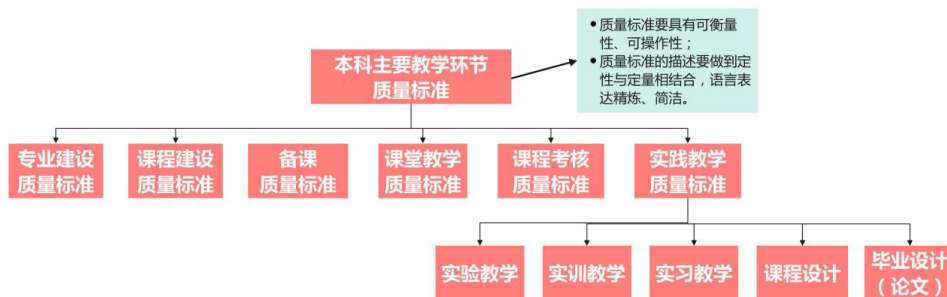 ●质量标准要具有可衡量
性、可操作性；
●质量标准的描述要做到定
性与定量相结合，语言表
达精炼、简洁。
本科主要教学环节
质量标准
专业建设
质量标准
课程建设
质量标准
备课
质量标准
课堂教学
质量标准
课程考核
质量标准
实践教学
质量标准
实验教学
实训教学
实习教学
课程设计
毕业设计
（论文）